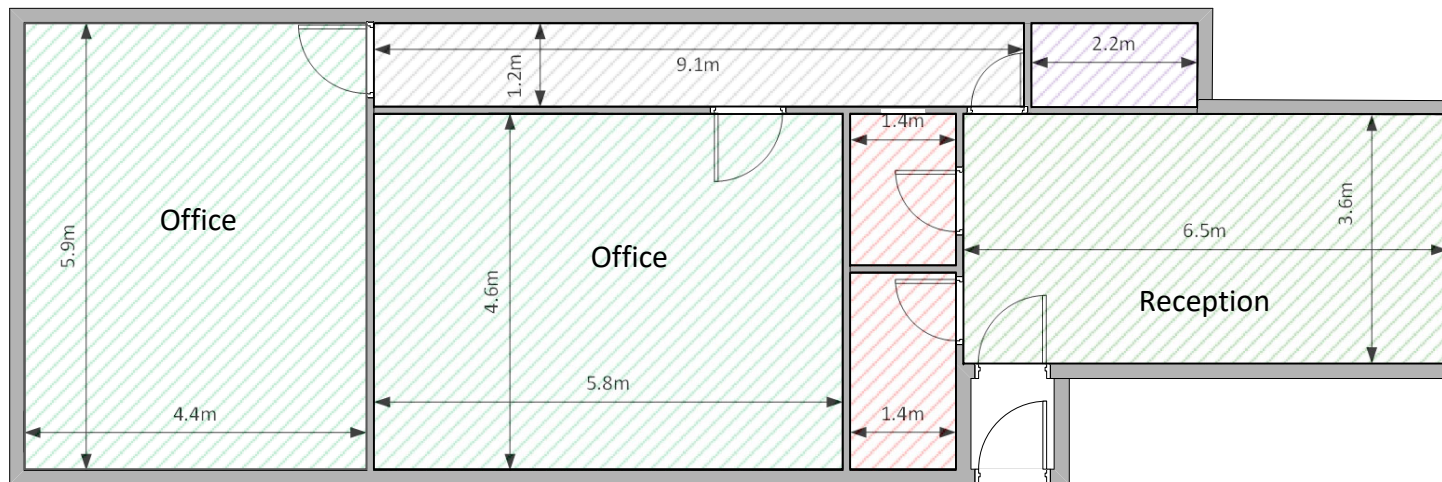 2.2m
9.1m
1.2m
1.4m
Office
5.9m
3.6m
6.5m
Office
4.6m
Reception
5.8m
4.4m
1.4m